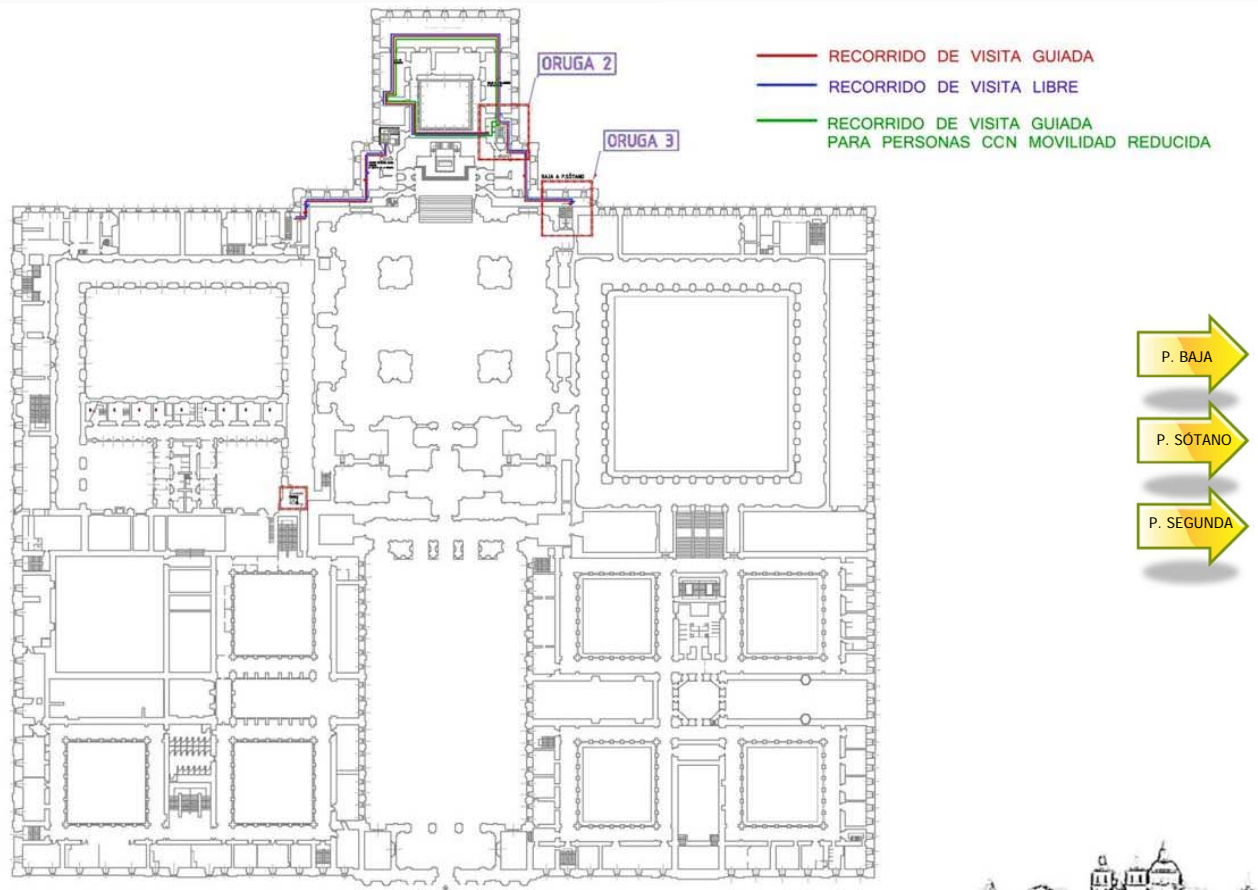 ORUGA 2
ORUGA 3
BAJA A P.SÓTANO
RECORRIDO DE VISITA GUIADA
RECORRIDO DE VISITA LIBRE
RECORRIDO DE VISITA GUIADA
PARA PERSONAS CCN MOVILIDAD REDUCIDA
P. BAJA
P. SÓTANO
P. SEGUNDA